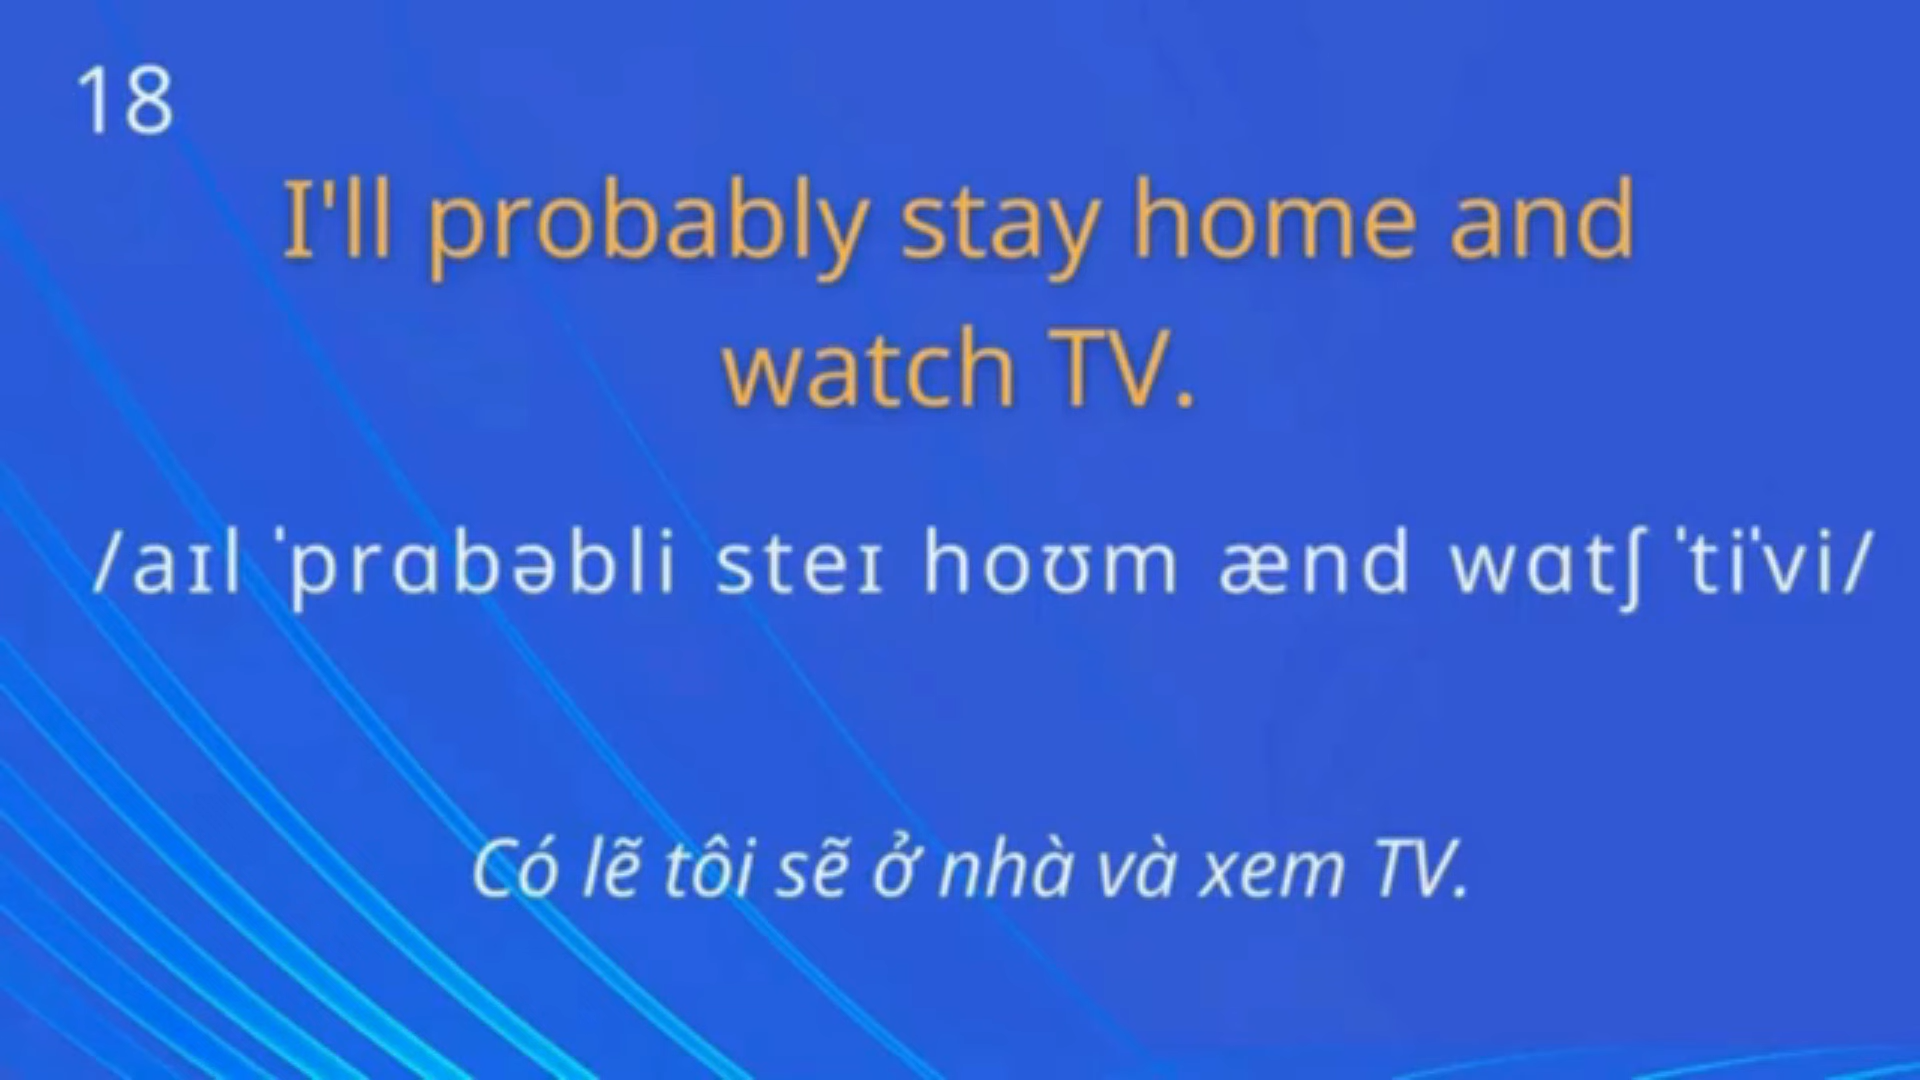 18
I'll probably stay home and
watch TV.
/aɪl ˈprɑbəbli steɪ hoʊm ænd wɑtʃ ˈtiˈvi/
Có lẽ tôi sẽ ở nhà và xem TV.